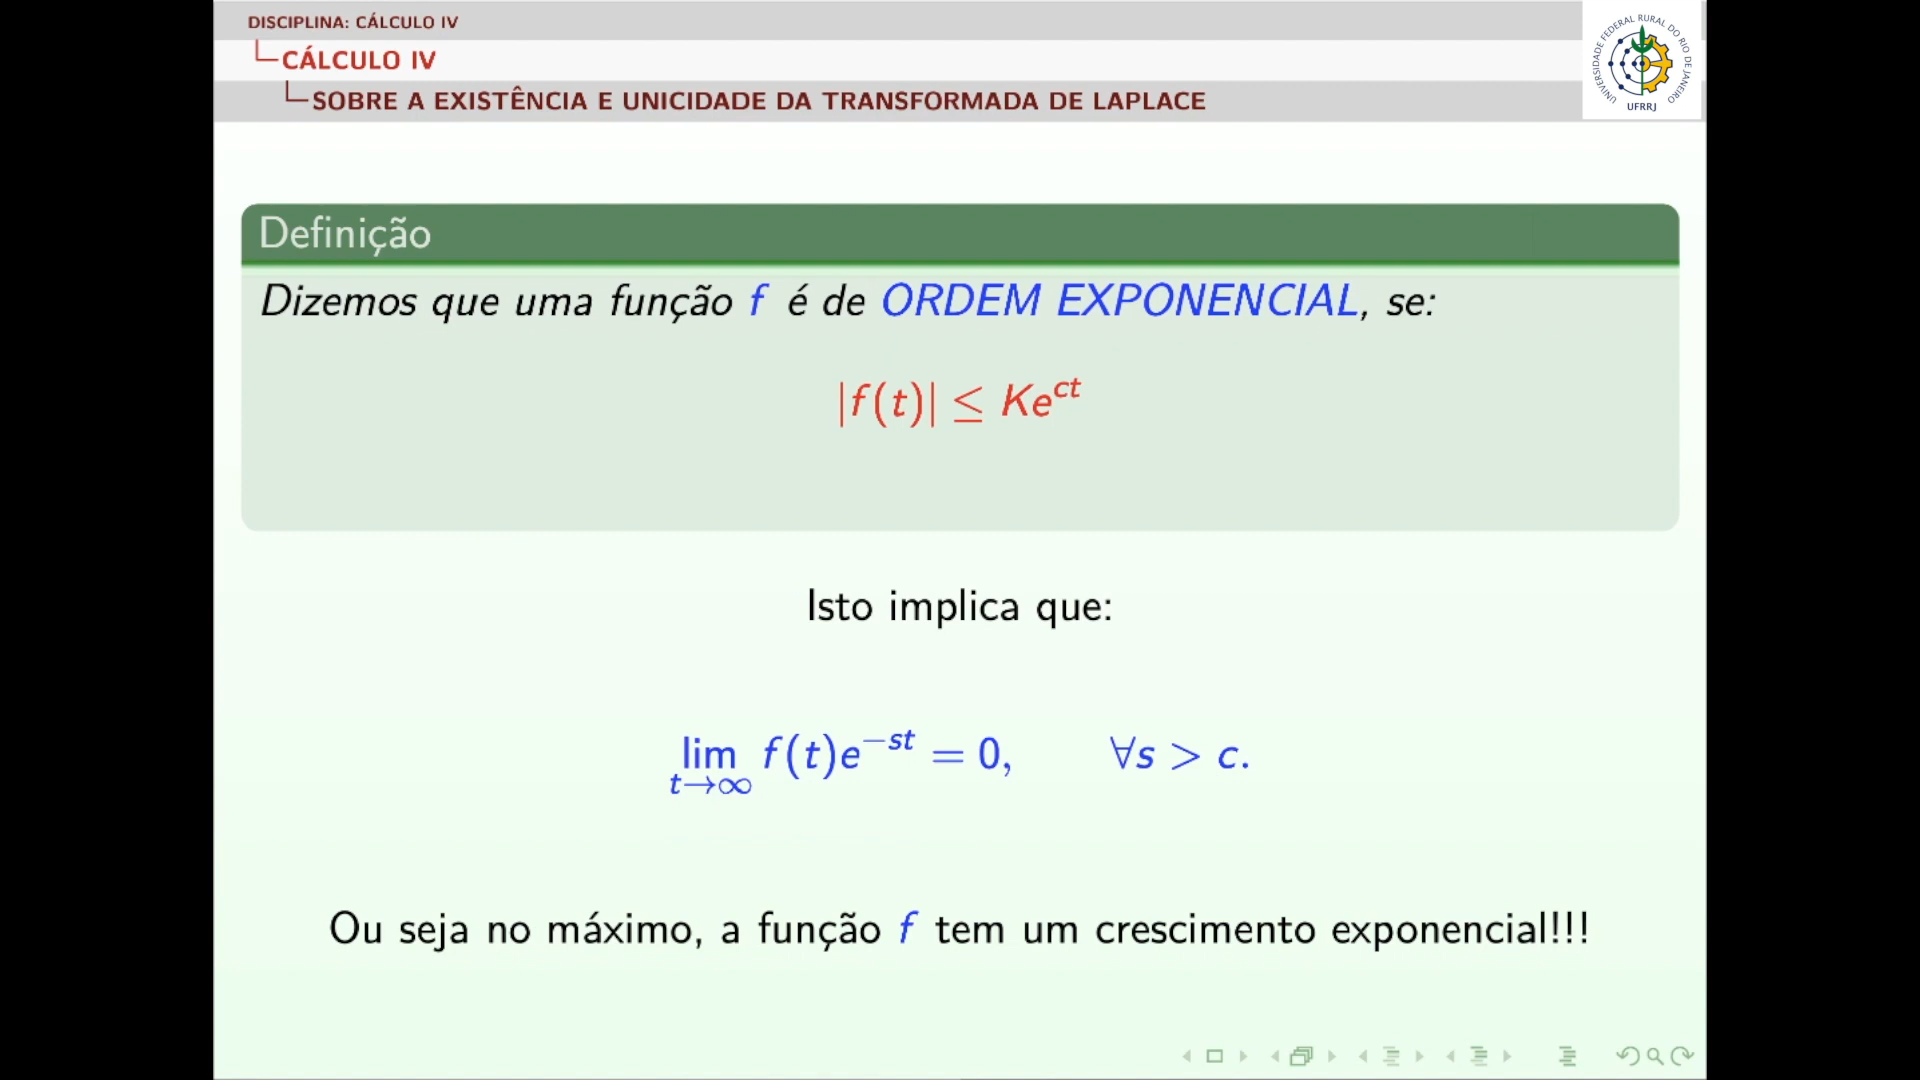 DISCIPLINA: CÁLCULO IV
CÁLCULO IV
SOBRE A EXISTÊNCIA E UNICIDADE DA TRANSFORMADA DE LAPLACE
UNIVERSIDADE FEDERAL RURAL DO RIO DE JANEIRO
UFRRJ
Definição
Dizemos que uma função f é de ORDEM EXPONENCIAL, se:
|f(t)| ≤ Ke^{ct}
Isto implica que:
lim_{t→∞} f(t)e^{−st} = 0, ∀s > c.
Ou seja no máximo, a função f tem um crescimento exponencial!!!